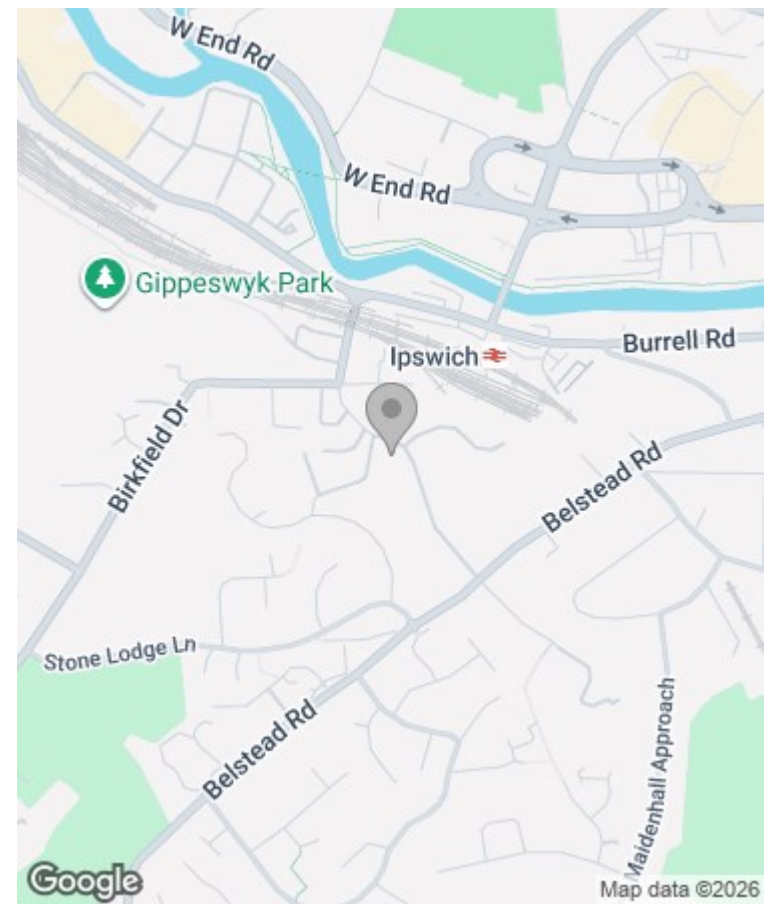 W End Rd
W End Rd
Gippeswyk Park
Ipswich
Burrell Rd
Birkfield Dr
Belstead Rd
Stone Lodge Ln
Belstead Rd
Maidenhall Approach
Google
Map data ©2026